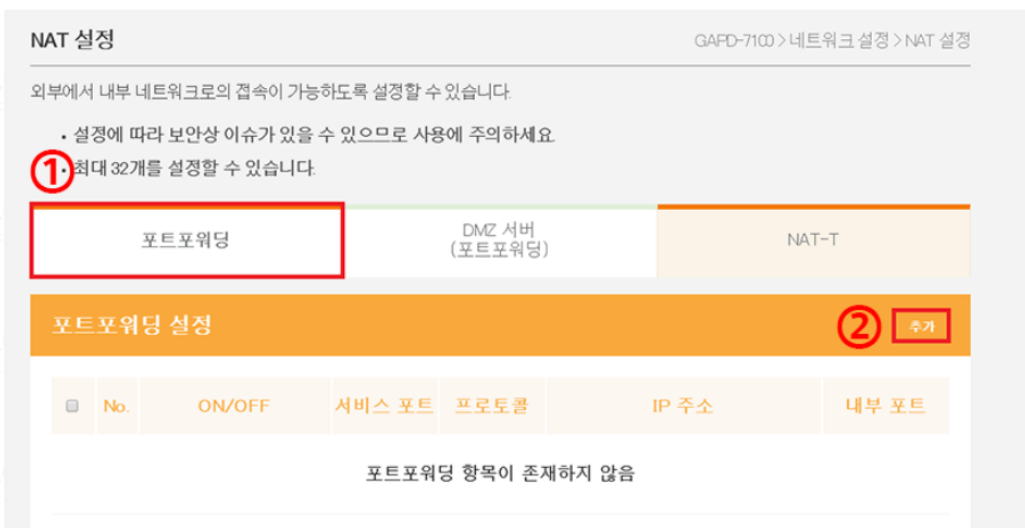 NAT 설정
GAPD-7100 > 네트워크 설정 > NAT 설정
외부에서 내부 네트워크로의 접속이 가능하도록 설정할 수 있습니다.
• 설정에 따라 보안상 이슈가 있을 수 있으므로 사용에 주의하세요.
①
• 최대 32개를 설정할 수 있습니다.
포트포워딩
DMZ 서버
(포트포워딩)
NAT-T
포트포워딩 설정
②
추가
No. ON/OFF 서비스 포트 프로토콜 IP 주소 내부 포트
포트포워딩 항목이 존재하지 않음